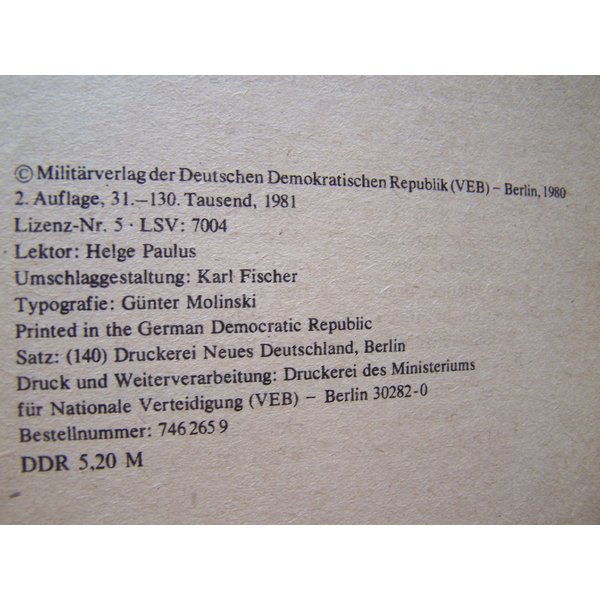 © Militärverlag der Deutschen Demokratischen Republik (VEB) – Berlin, 1980
2. Auflage, 31.–130. Tausend, 1981
Lizenz-Nr. 5 · LSV: 7004
Lektor: Helge Paulus
Umschlaggestaltung: Karl Fischer
Typografie: Günter Molinski
Printed in the German Democratic Republic
Satz: (140) Druckerei Neues Deutschland, Berlin
Druck und Weiterverarbeitung: Druckerei des Ministeriums
für Nationale Verteidigung (VEB) – Berlin 30282-0
Bestellnummer: 746 265 9
DDR 5,20 M